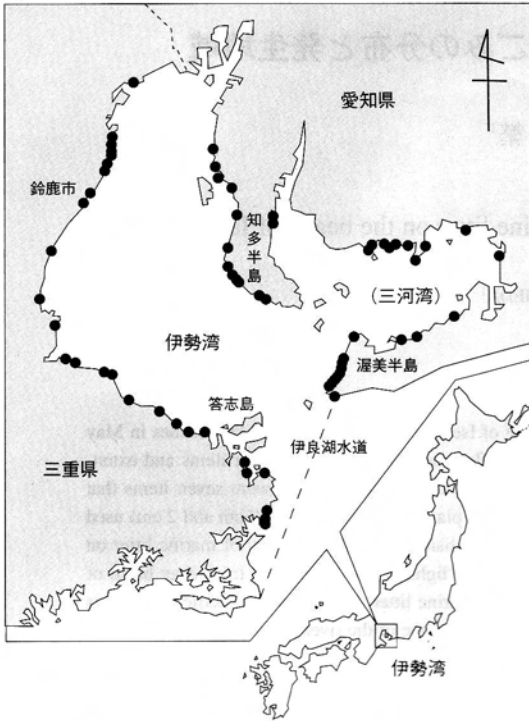 愛知県
鈴鹿市
知多半島
(三河湾)
伊勢湾
渥美半島
答志島
伊良湖水道
三重県
伊勢湾